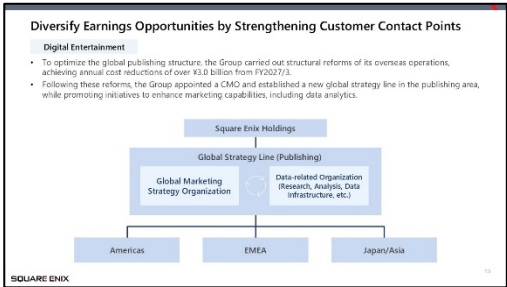 Diversify Earnings Opportunities by Strengthening Customer Contact Points
Digital Entertainment
• To optimize the global publishing structure, the Group carried out structural reforms of its overseas operations,
achieving annual cost reductions of over ¥3.0 billion from FY2027/3.
• Following these reforms, the Group appointed a CMO and established a new global strategy line in the publishing area,
while promoting initiatives to enhance marketing capabilities, including data analytics.
Square Enix Holdings
Global Strategy Line (Publishing)
Global Marketing
Strategy Organization
Data-related Organization
(Research, Analysis, Data
Infrastructure, etc.)
Americas
EMEA
Japan/Asia
SQUARE ENIX